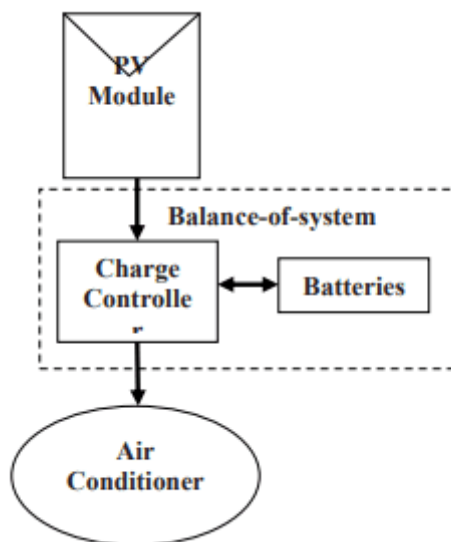 PV
Module
Balance-of-system
Charge
Controlle
r
Batteries
Air
Conditioner